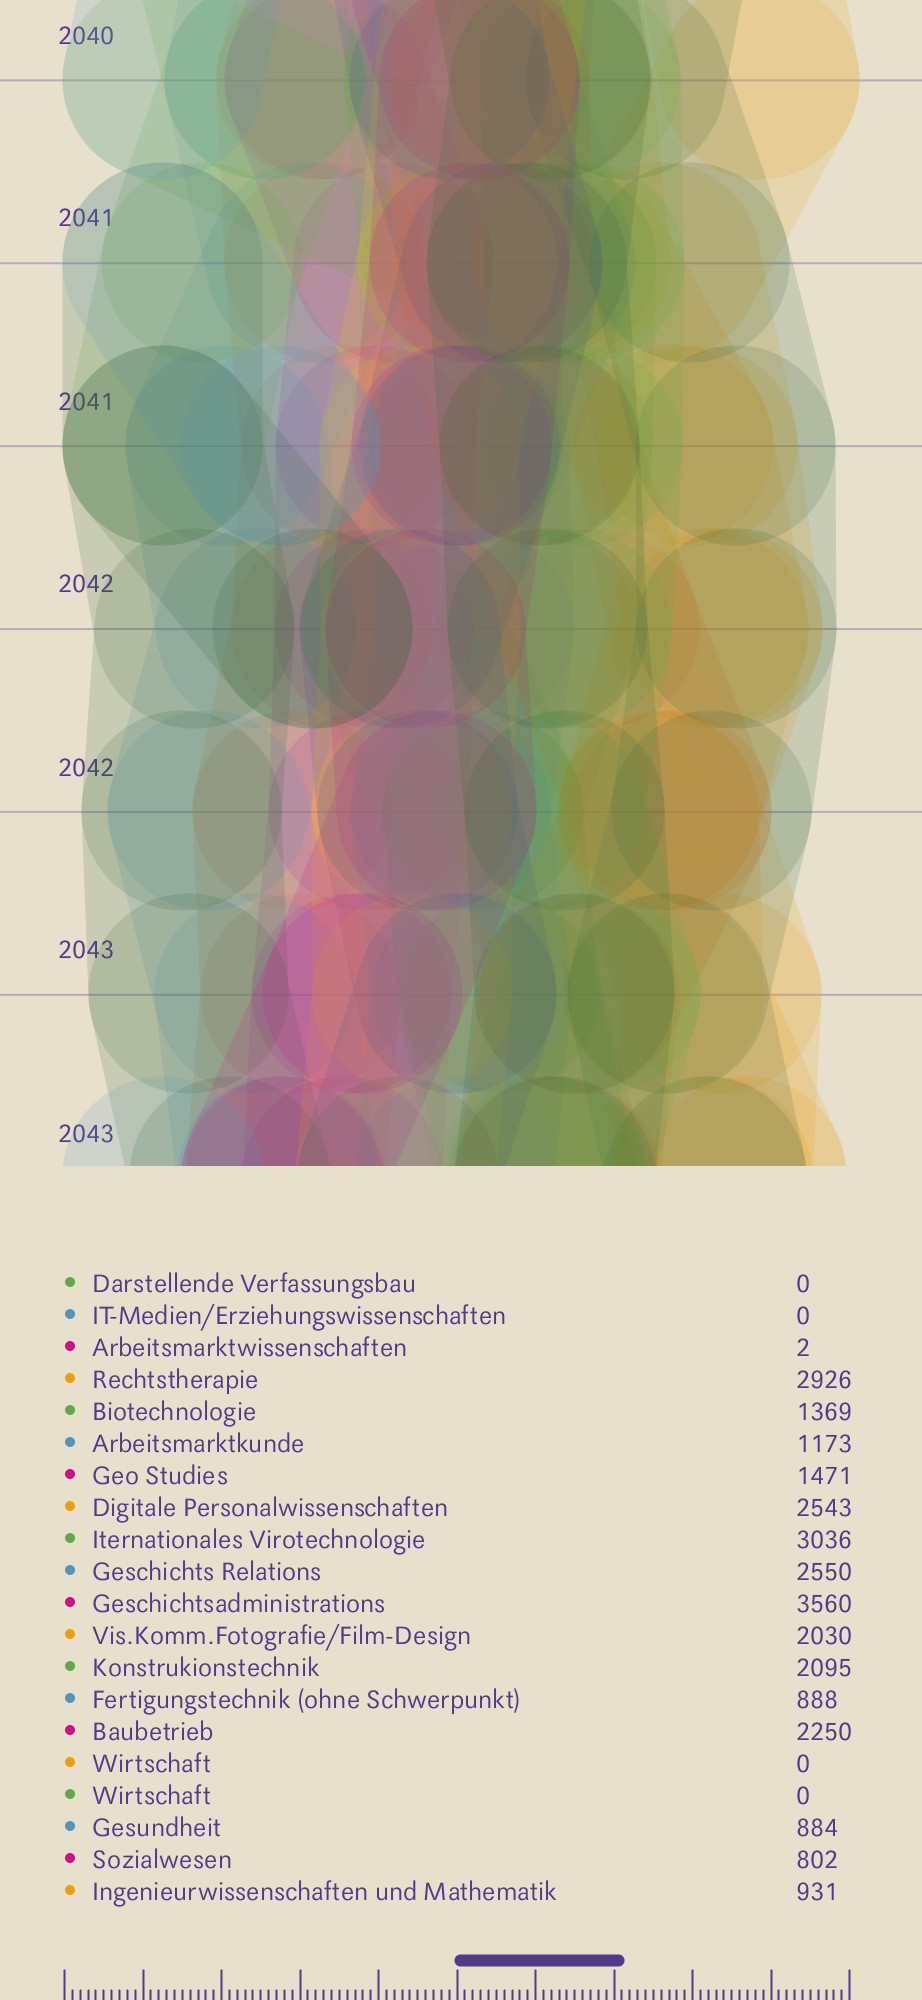 2040
2041
2041
2042
2042
2043
2043
Darstellende Verfassungsbau 0
IT-Medien/Erziehungswissenschaften 0
Arbeitsmarktwissenschaften 2
Rechtstherapie 2926
Biotechnologie 1369
Arbeitsmarktkunde 1173
Geo Studies 1471
Digitale Personalwissenschaften 2543
Iternationales Virotechnologie 3036
Geschichts Relations 2550
Geschichtsadministrations 3560
Vis.Komm.Fotografie/Film-Design 2030
Konstrukionstechnik 2095
Fertigungstechnik (ohne Schwerpunkt) 888
Baubetrieb 2250
Wirtschaft 0
Wirtschaft 0
Gesundheit 884
Sozialwesen 802
Ingenieurwissenschaften und Mathematik 931